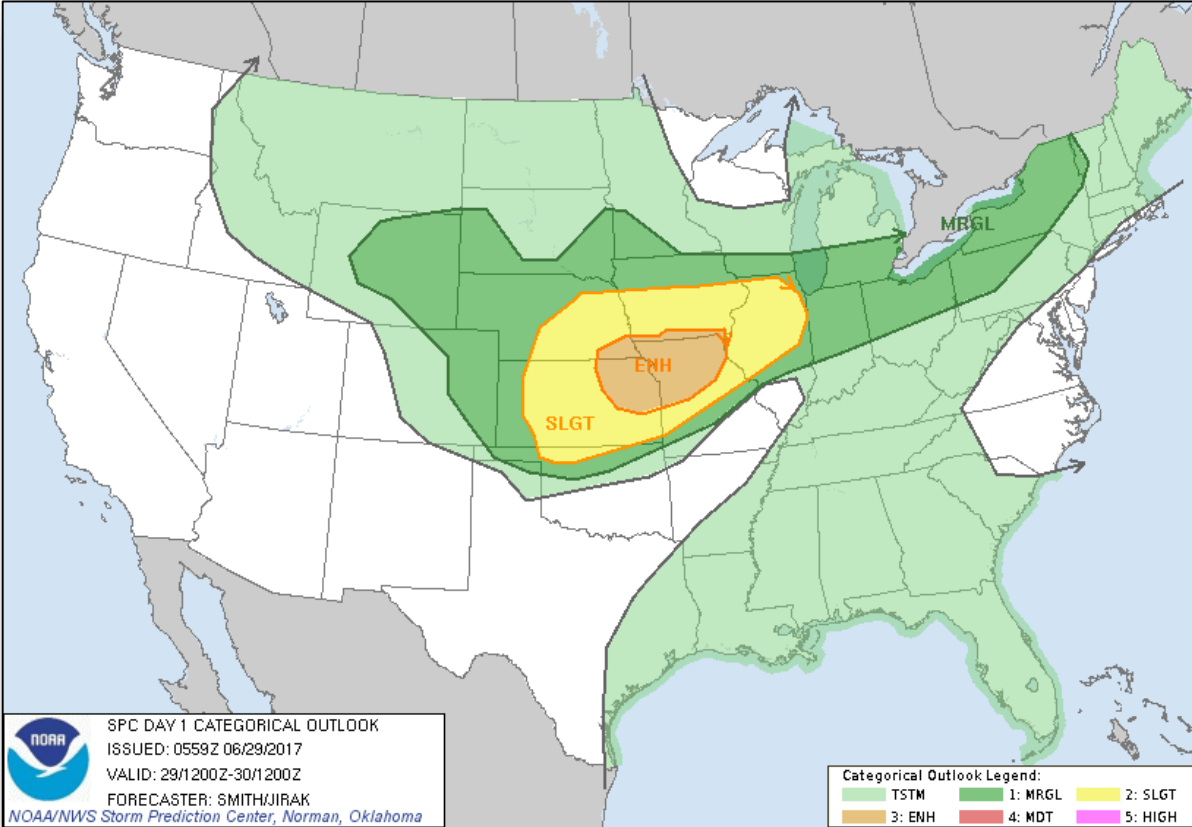 MRGL
ENH
SLGT
NOAA
SPC DAY 1 CATEGORICAL OUTLOOK
ISSUED: 0559Z 06/29/2017
VALID: 29/1200Z-30/1200Z
FORECASTER: SMITH/JIRAK
NOAA/NWS Storm Prediction Center, Norman, Oklahoma
Categorical Outlook Legend:
TSTM 1: MRGL 2: SLGT
3: ENH 4: MDT 5: HIGH